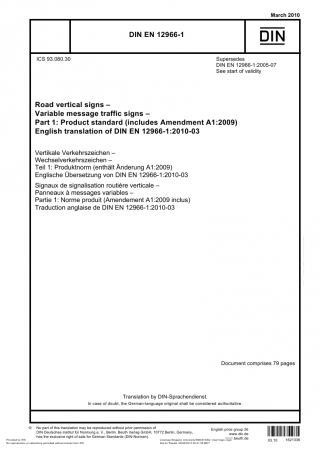 March 2010
DIN EN 12966-1
DIN
ICS 93.080.30
Supersedes
DIN EN 12966-1:2005-07
See start of validity
Road vertical signs –
Variable message traffic signs –
Part 1: Product standard (includes Amendment A1:2009)
English translation of DIN EN 12966-1:2010-03
Vertikale Verkehrszeichen –
Wechselverkehrszeichen –
Teil 1: Produktnorm (enthält Änderung A1:2009)
Englische Übersetzung von DIN EN 12966-1:2010-03
Signaux de signalisation routière verticale –
Panneaux à messages variables –
Partie 1: Norme produit (Amendement A1:2009 inclus)
Traduction anglaise de DIN EN 12966-1:2010-03
Document comprises 79 pages
Translation by DIN-Sprachendienst.
In case of doubt, the German-language original shall be considered authoritative.
© No part of this translation may be reproduced without prior permission of
DIN Deutsches Institut für Normung e. V., Berlin. Beuth Verlag GmbH, 10772 Berlin, Germany,
has the exclusive right of sale for German Standards (DIN-Normen).
English price group 26
www.din.de
www.beuth.de
03.10